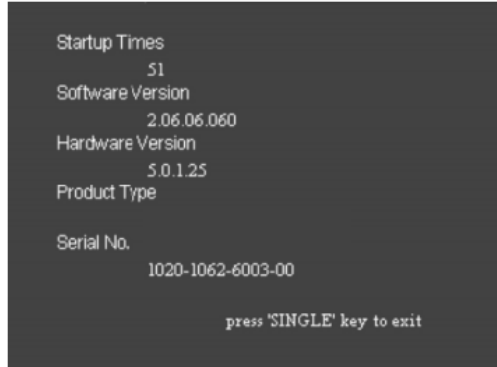 Startup Times
51
Software Version
2.06.06.060
Hardware Version
5.0.1.25
Product Type
Serial No.
1020-1062-6003-00
press 'SINGLE' key to exit